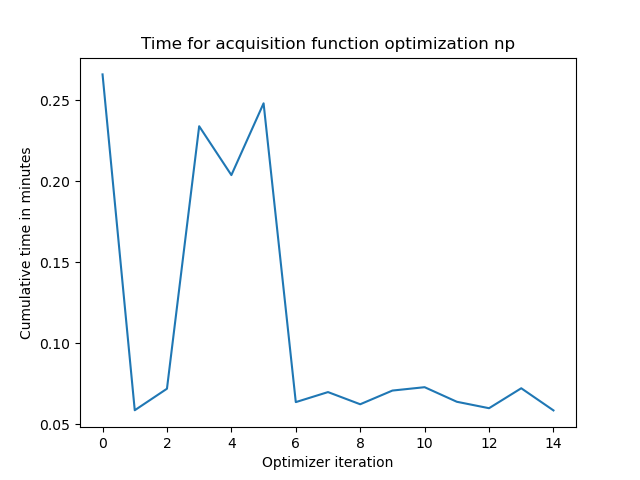 Time for acquisition function optimization np
Cumulative time in minutes
0.25
0.20
0.15
0.10
0.05
0 2 4 6 8 10 12 14
Optimizer iteration